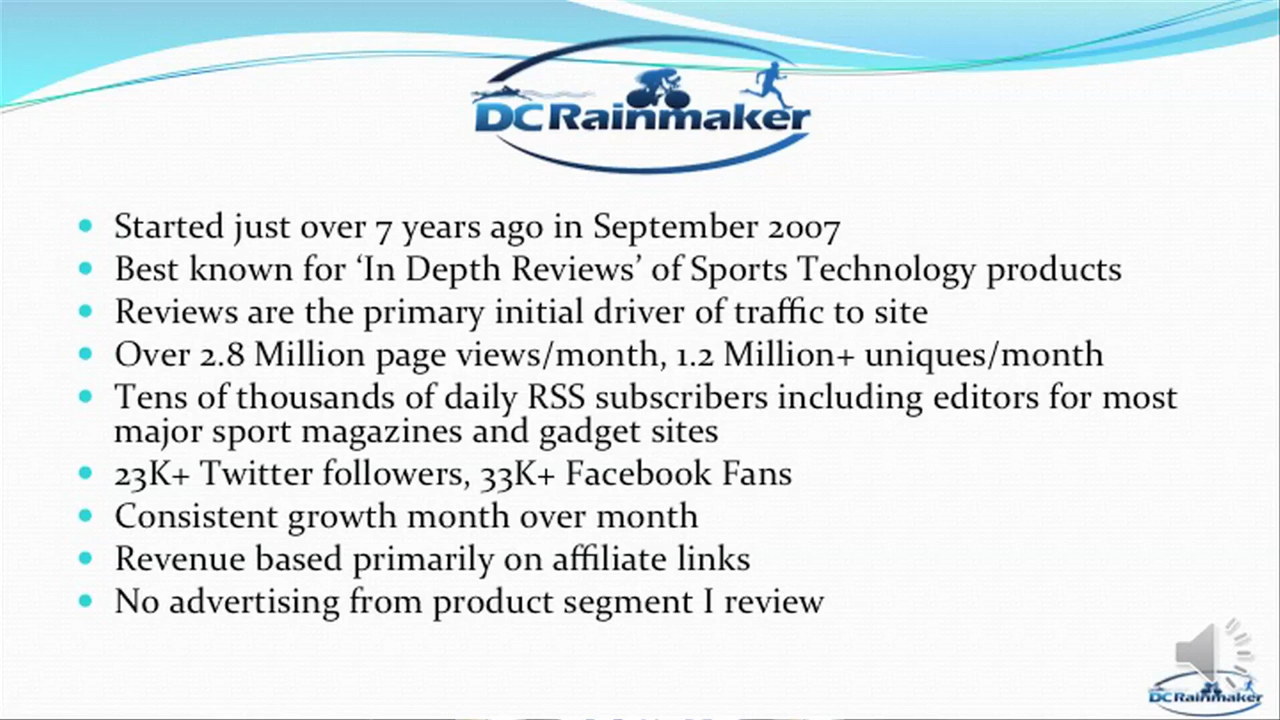 DC Rainmaker
• Started just over 7 years ago in September 2007
• Best known for ‘In Depth Reviews’ of Sports Technology products
• Reviews are the primary initial driver of traffic to site
• Over 2.8 Million page views/month, 1.2 Million+ uniques/month
• Tens of thousands of daily RSS subscribers including editors for most
major sport magazines and gadget sites
• 23K+ Twitter followers, 33K+ Facebook Fans
• Consistent growth month over month
• Revenue based primarily on affiliate links
• No advertising from product segment I review
DC Rainmaker